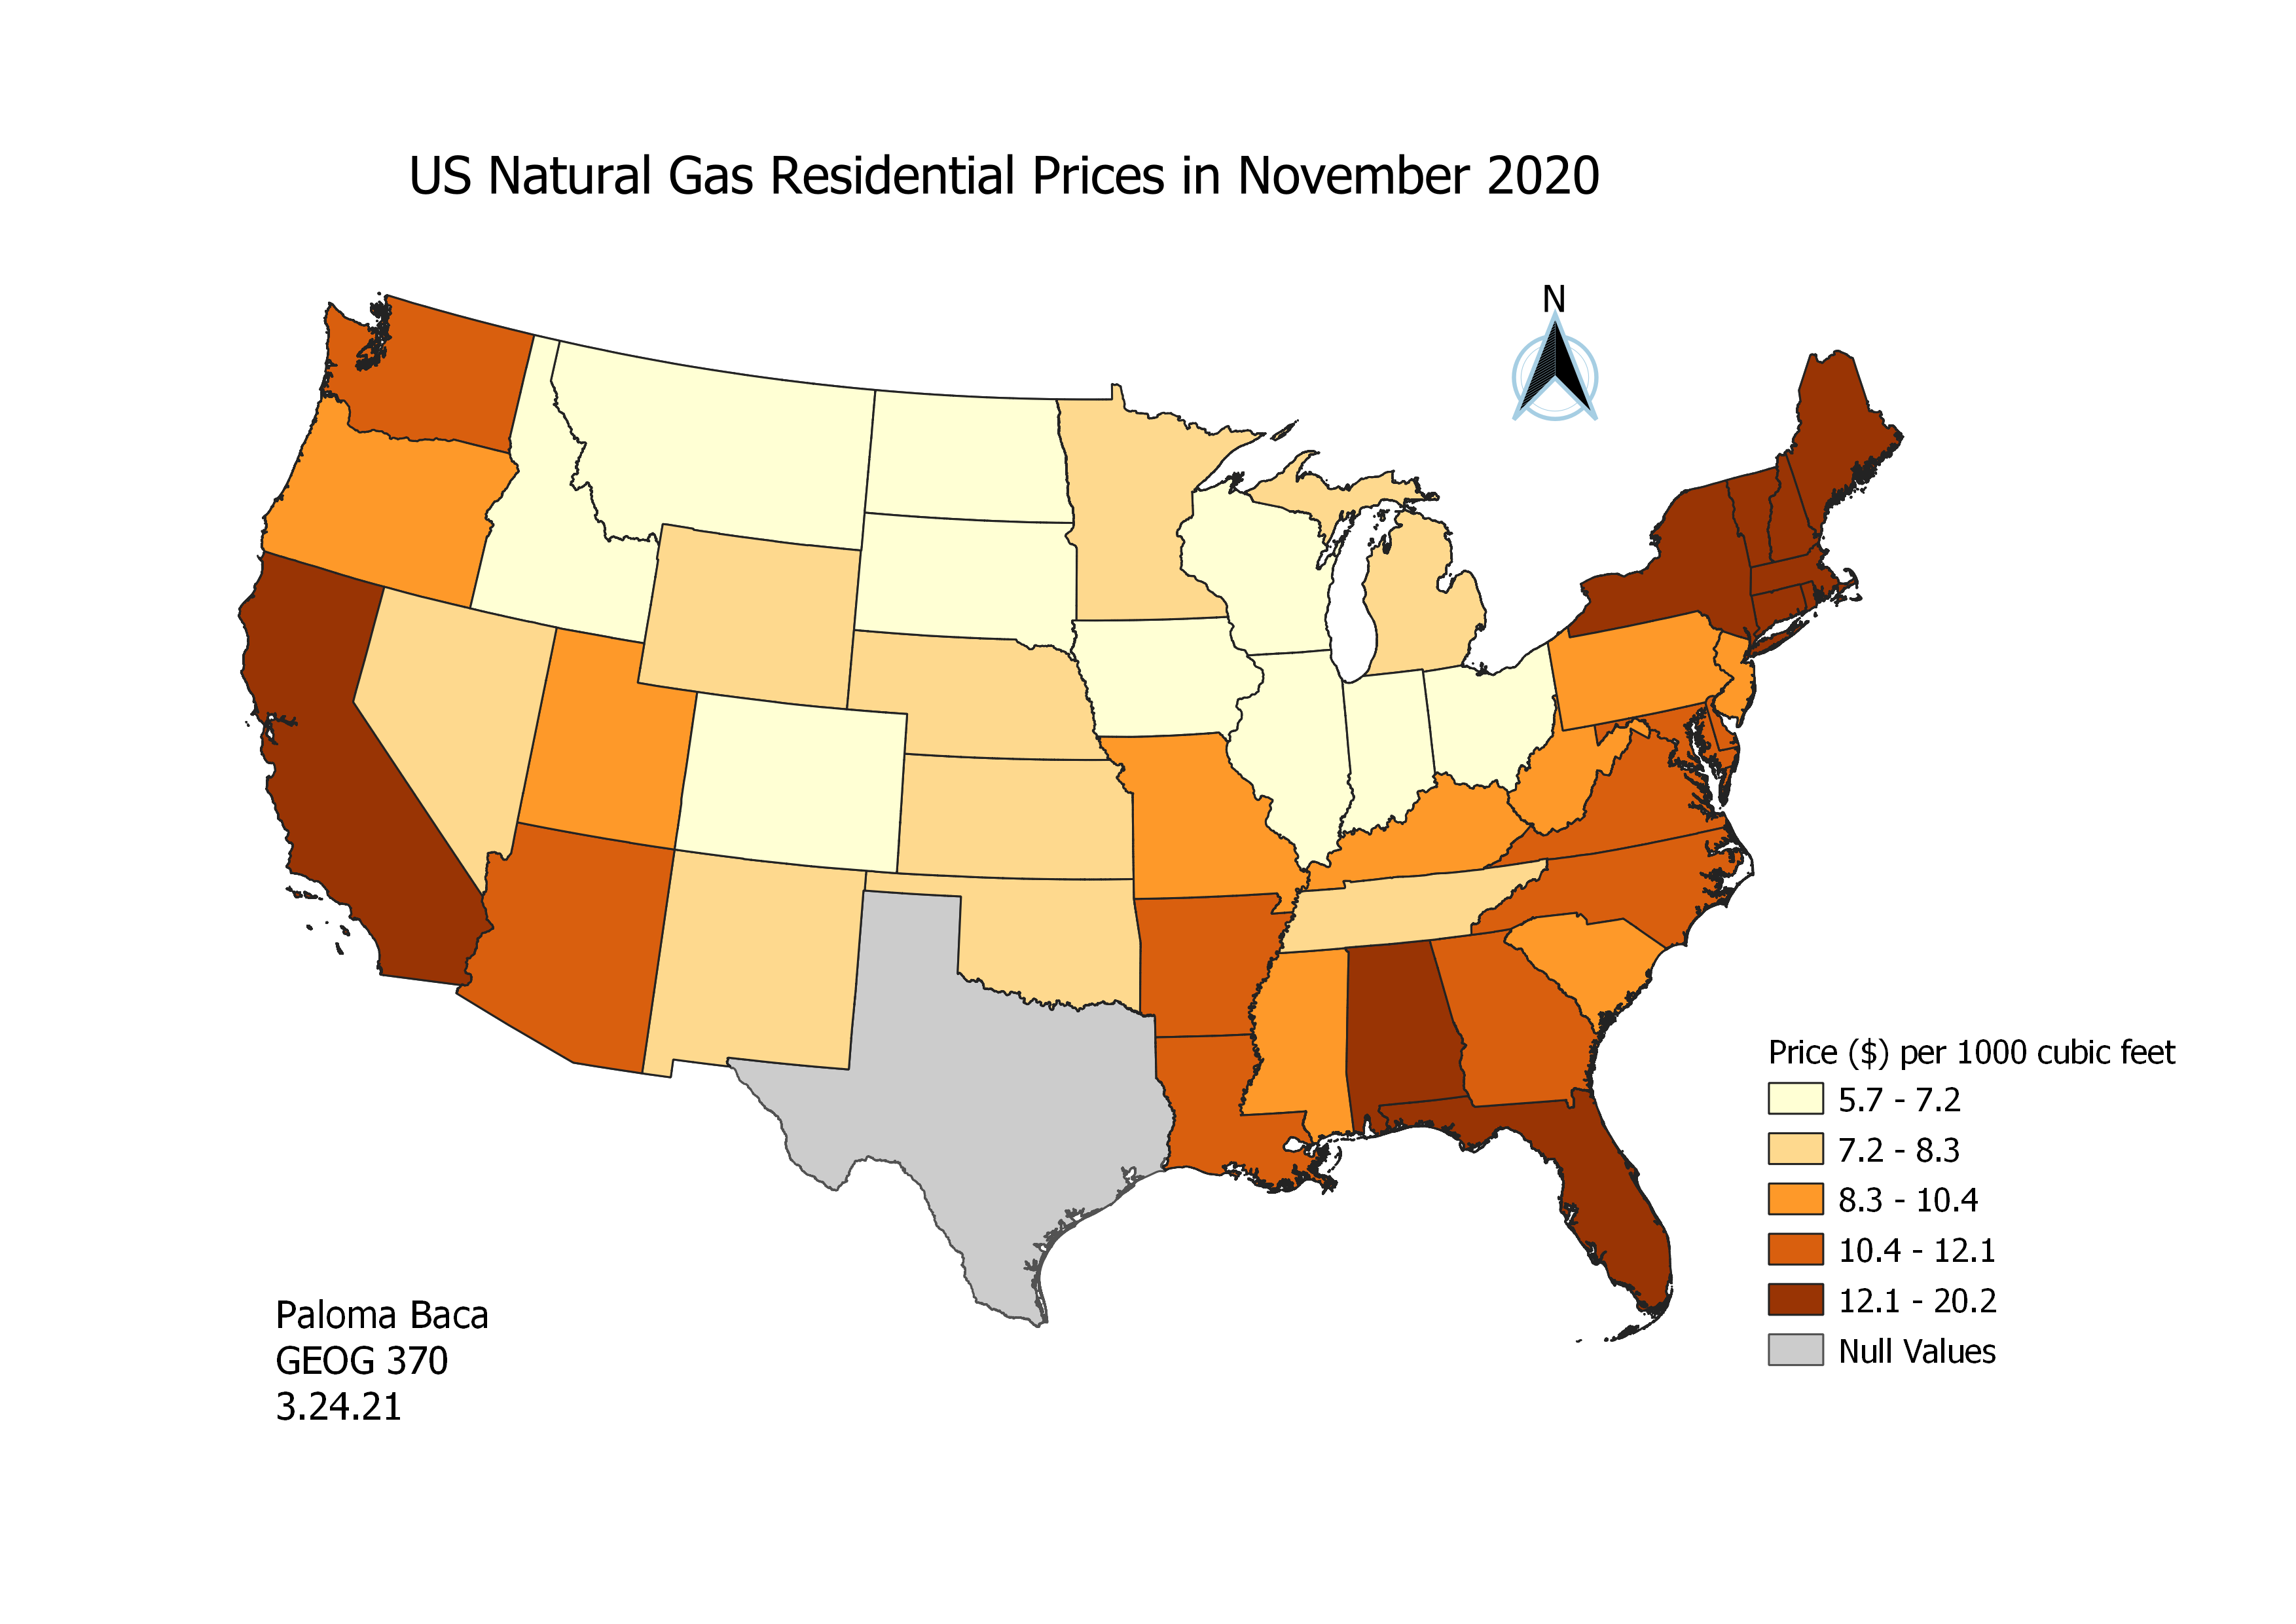 US Natural Gas Residential Prices in November 2020
N
Price ($) per 1000 cubic feet
5.7 - 7.2
7.2 - 8.3
8.3 - 10.4
10.4 - 12.1
12.1 - 20.2
Null Values
Paloma Baca
GEOG 370
3.24.21